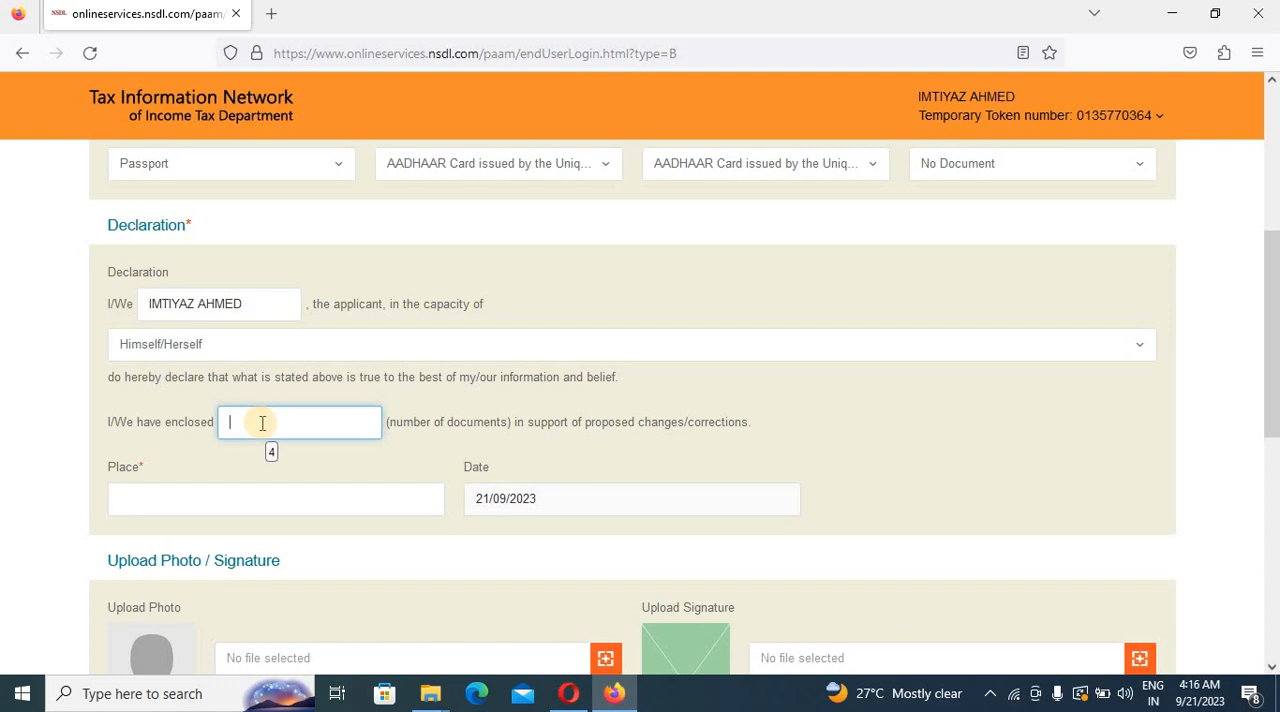 NSDL onlineservices.nsdl.com/paam/
https://www.onlineservices.nsdl.com/paam/endUserLogin.html?type=B
Tax Information Network
of Income Tax Department
IMTIYAZ AHMED
Temporary Token number: 0135770364
Passport
AADHAAR Card issued by the Uniq...
AADHAAR Card issued by the Uniq...
No Document
Declaration*
Declaration
I/We IMTIYAZ AHMED , the applicant, in the capacity of
Himself/Herself
do hereby declare that what is stated above is true to the best of my/our information and belief.
I/We have enclosed (number of documents) in support of proposed changes/corrections.
4
Place* Date
21/09/2023
Upload Photo / Signature
Upload Photo Upload Signature
No file selected No file selected
Type here to search
27°C Mostly clear
ENG
IN
4:16 AM
9/21/2023
8